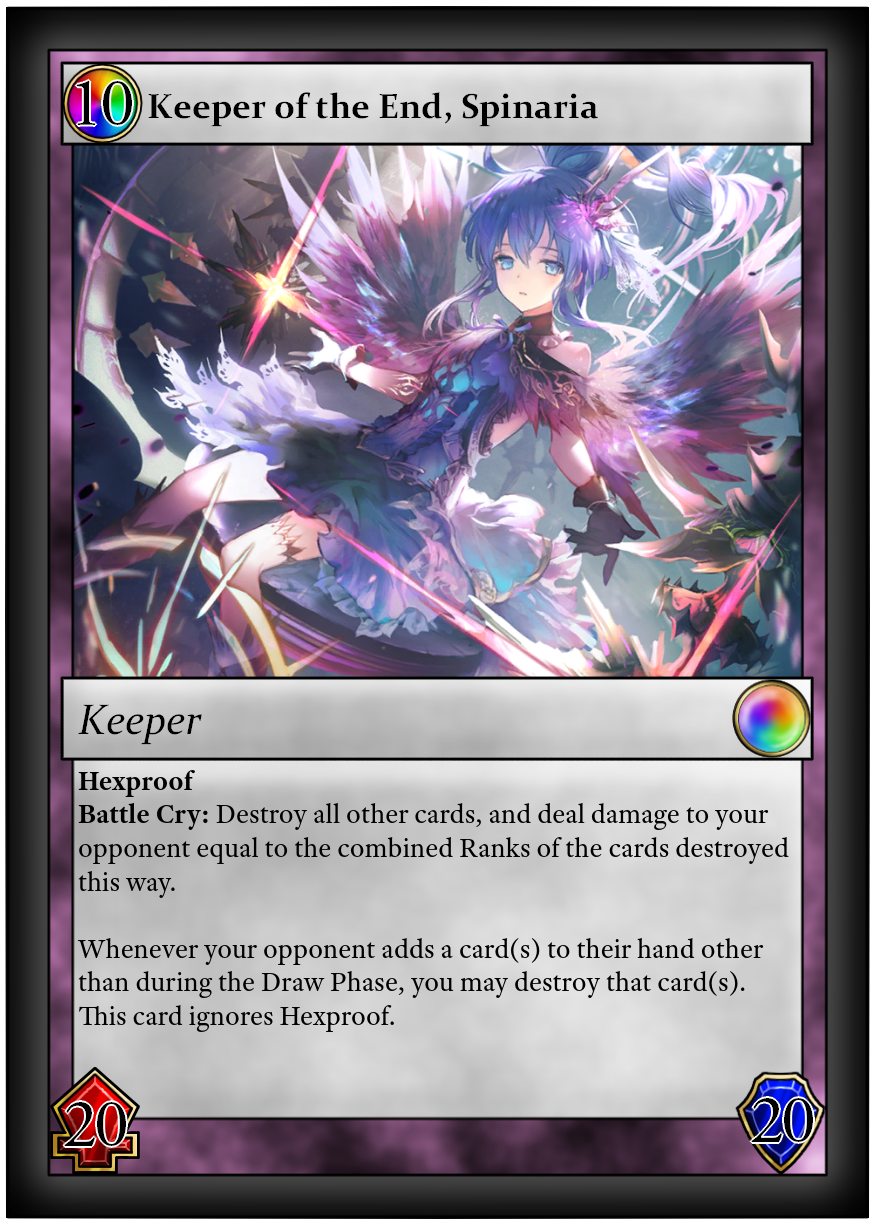 10 Keeper of the End, Spinaria
Keeper
Hexproof
Battle Cry: Destroy all other cards, and deal damage to your
opponent equal to the combined Ranks of the cards destroyed
this way.
Whenever your opponent adds a card(s) to their hand other
than during the Draw Phase, you may destroy that card(s).
This card ignores Hexproof.
20
20